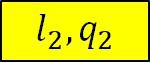 l₂, q₂